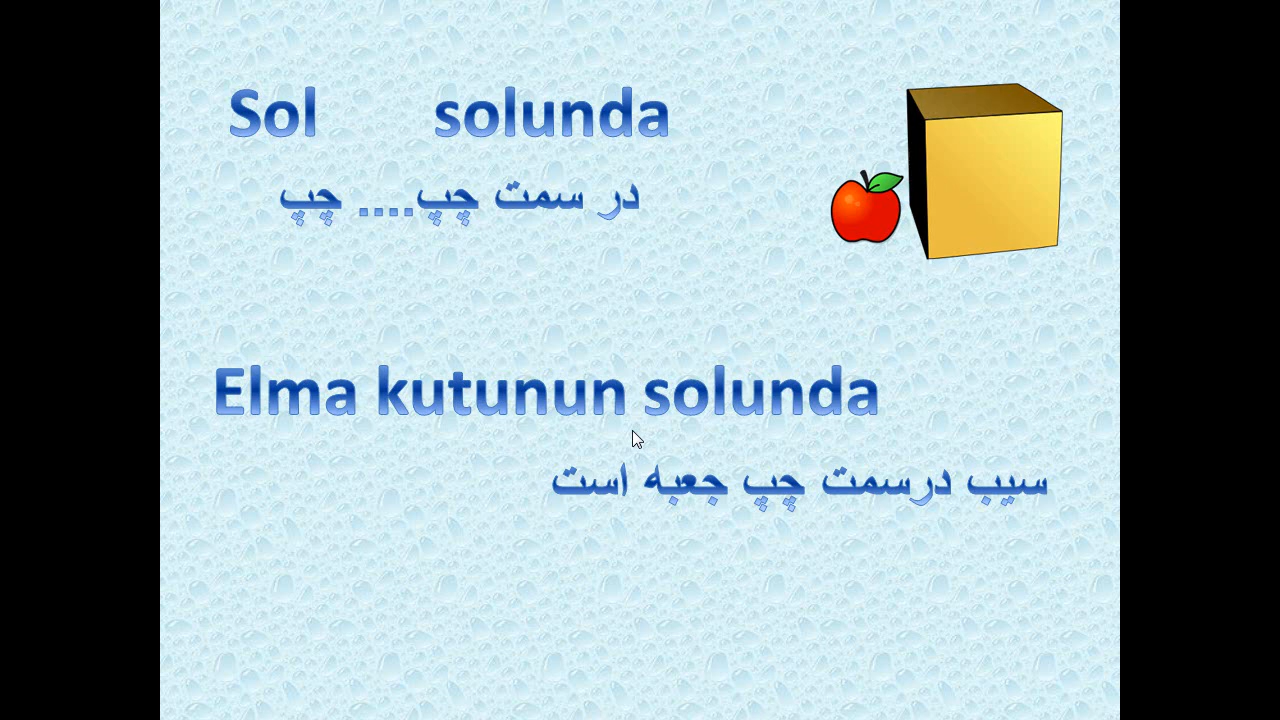 Sol solunda
در سمت چپ.... چپ
Elma kutunun solunda
سیب درسمت چپ جعبه است